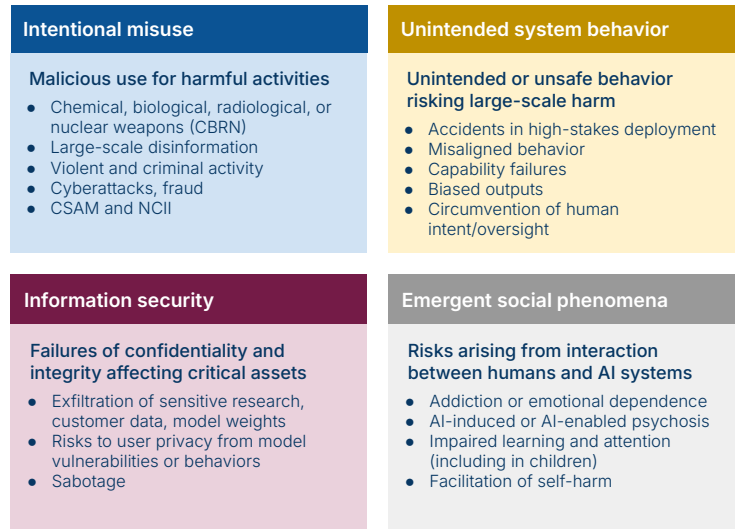 Intentional misuse
Malicious use for harmful activities
● Chemical, biological, radiological, or
nuclear weapons (CBRN)
● Large-scale disinformation
● Violent and criminal activity
● Cyberattacks, fraud
● CSAM and NCII
Unintended system behavior
Unintended or unsafe behavior
risking large-scale harm
● Accidents in high-stakes deployment
● Misaligned behavior
● Capability failures
● Biased outputs
● Circumvention of human
intent/oversight
Information security
Failures of confidentiality and
integrity affecting critical assets
● Exfiltration of sensitive research,
customer data, model weights
● Risks to user privacy from model
vulnerabilities or behaviors
● Sabotage
Emergent social phenomena
Risks arising from interaction
between humans and AI systems
● Addiction or emotional dependence
● AI-induced or AI-enabled psychosis
● Impaired learning and attention
(including in children)
● Facilitation of self-harm